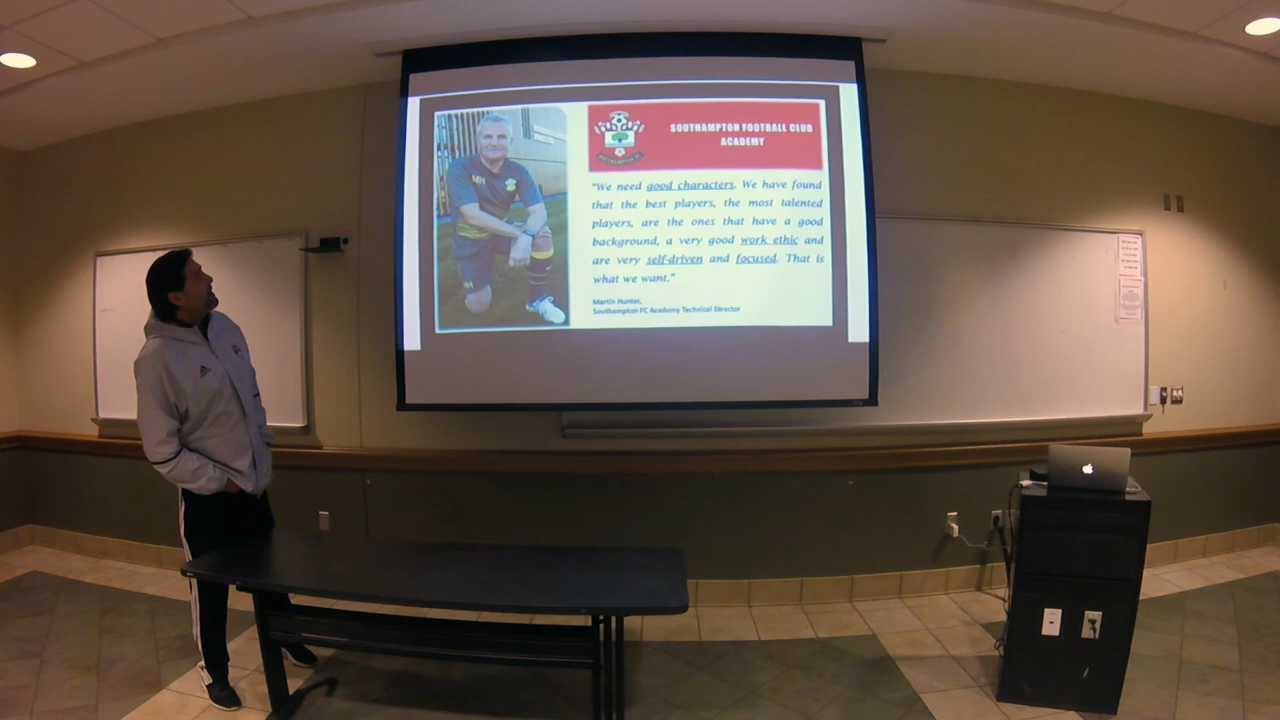 SOUTHAMPTON FOOTBALL CLUB
ACADEMY
"We need good characters. We have found
that the best players, the most talented
players, are the ones that have a good
background, a very good work ethic and
are very self-driven and focused. That is
what we want."
Martin Hunter,
Southampton FC Academy Technical Director
MH